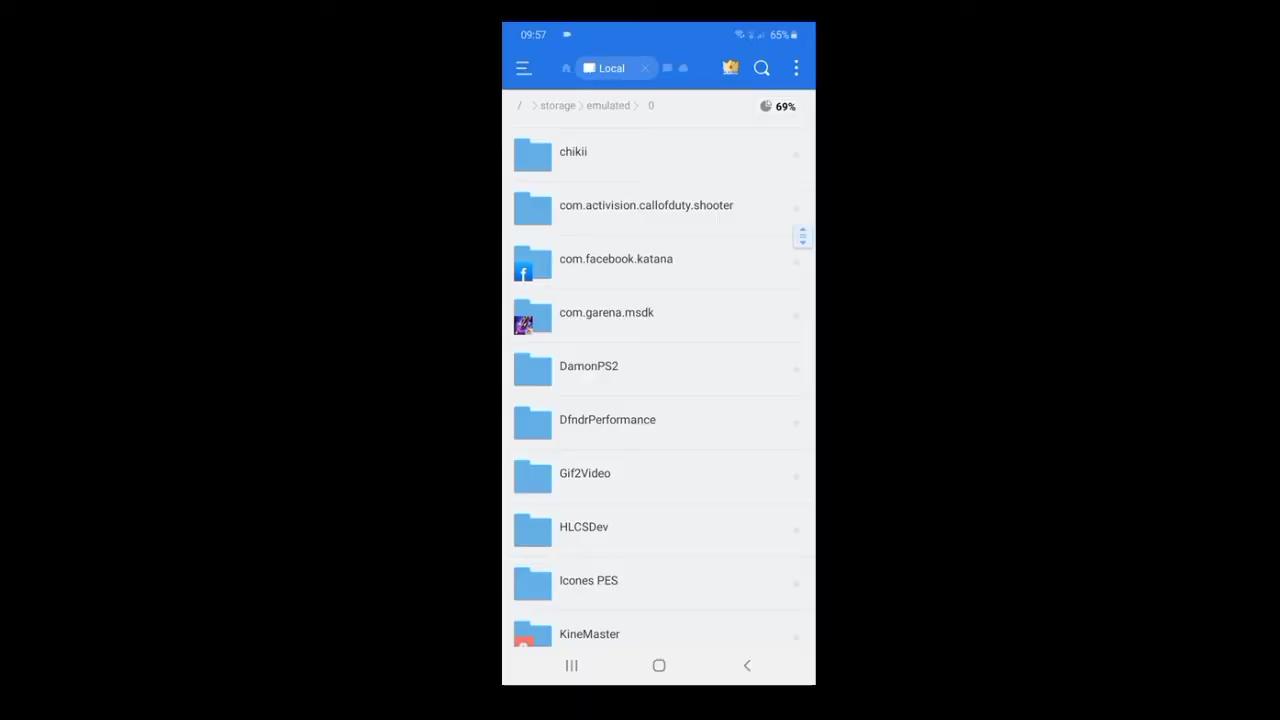 09:57
65%
Local
/ storage emulated 0
69%
chikii
com.activision.callofduty.shooter
com.facebook.katana
com.garena.msdk
DamonPS2
DfndrPerformance
Gif2Video
HLCSDev
Icones PES
KineMaster